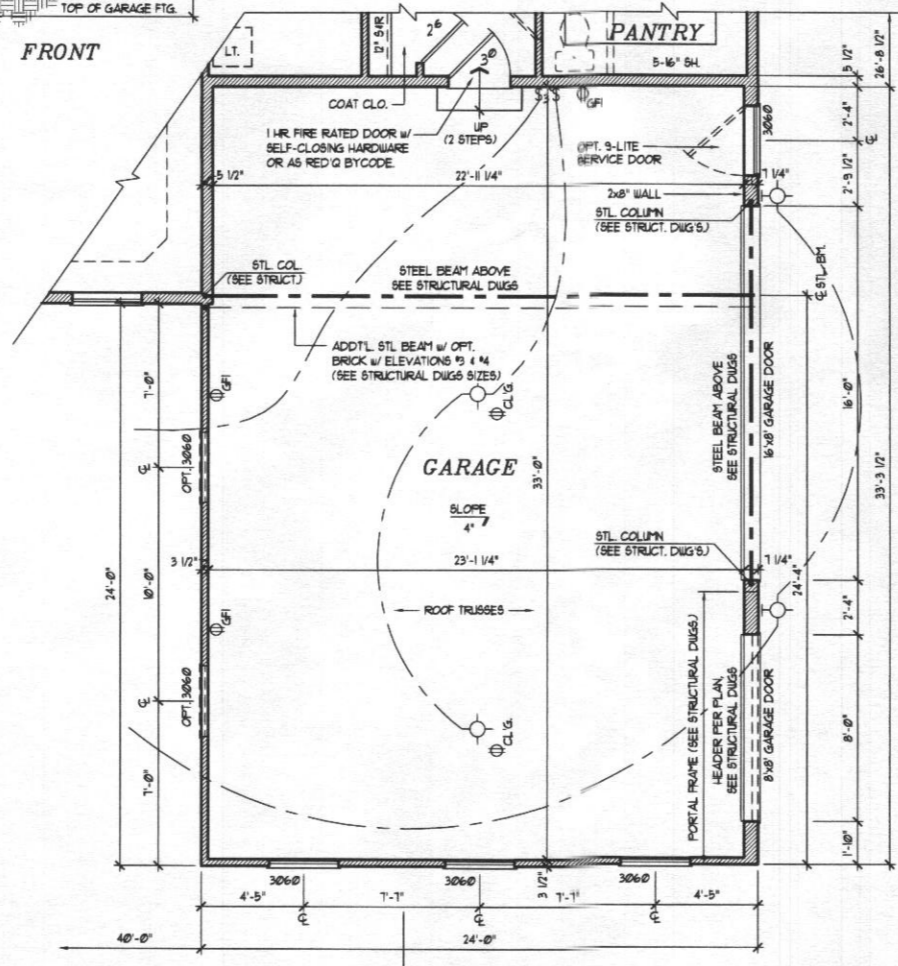 TOP OF GARAGE FTG.
FRONT
LT.
12" S&R
2⁶
3⁰
PANTRY
5-16" SH.
COAT CLO.
UP
(2 STEPS)
S₃S
GFI
1 HR FIRE RATED DOOR W/
SELF-CLOSING HARDWARE
OR AS REQ'D BYCODE.
OPT. 9-LITE
SERVICE DOOR
3060
5 1/2"
26'-8 1/2"
2'-4"
℄
2'-9 1/2"
5 1/2"
22'-11 1/4"
7 1/4"
2x8" WALL
STL. COLUMN
(SEE STRUCT. DWG'S.)
STL. COL.
(SEE STRUCT.)
STEEL BEAM ABOVE
SEE STRUCTURAL DWGS
℄ STL. BM.
ADDT'L STL BEAM W/ OPT.
BRICK W/ ELEVATIONS #3 & #4
(SEE STRUCTURAL DWGS SIZES)
GFI
CL'G.
7'-0"
℄
OPT. 3060
GARAGE
33'-0"
SLOPE
4"
STEEL BEAM ABOVE
SEE STRUCTURAL DWGS
16'x8' GARAGE DOOR
16'-0"
33'-3 1/2"
STL. COLUMN
(SEE STRUCT. DWG'S.)
3 1/2"
23'-1 1/4"
7 1/4"
24'-4"
24'-0"
10'-0"
ROOF TRUSSES
GFI
2'-4"
PORTAL FRAME (SEE STRUCTURAL DWGS.)
HEADER PER PLAN,
SEE STRUCTURAL DWGS
8'x8' GARAGE DOOR
8'-0"
℄
OPT. 3060
CL'G.
7'-0"
1'-10"
3060
3060
3060
3 1/2"
4'-5"
7'-7"
7'-7"
4'-5"
℄
℄
℄
40'-0"
24'-0"